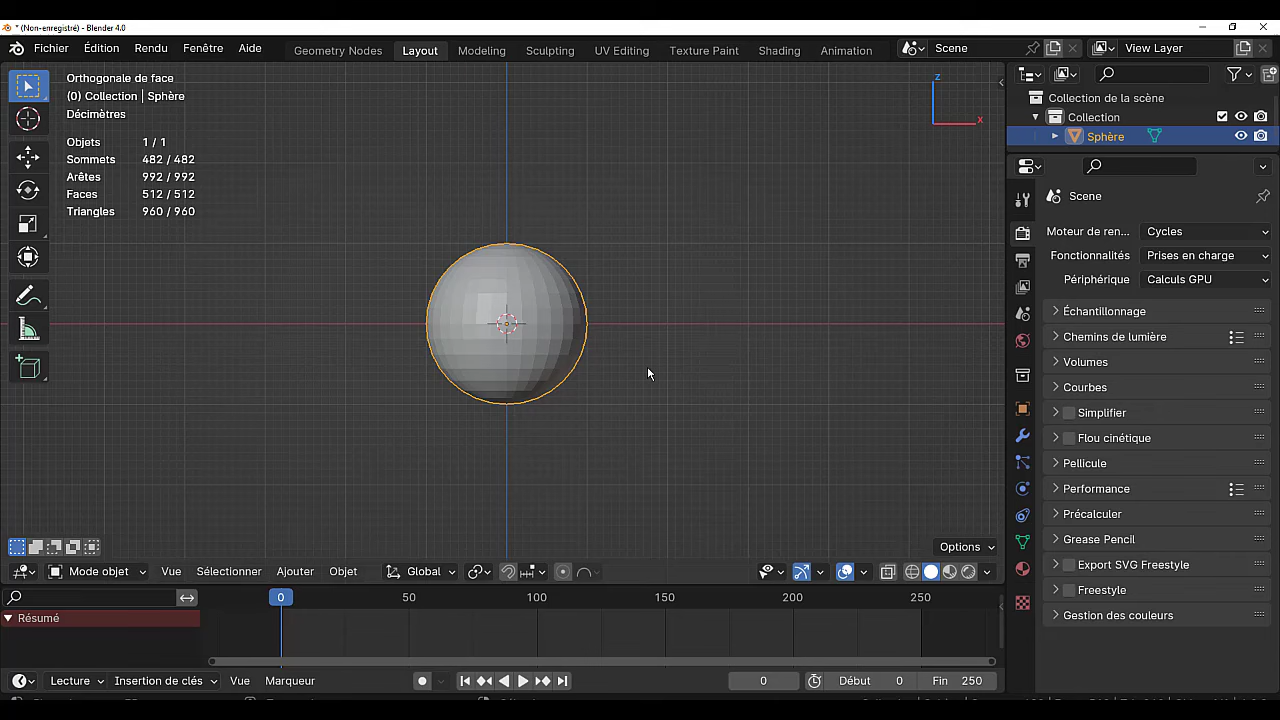 * (Non-enregistré) - Blender 4.0
Fichier Édition Rendu Fenêtre Aide Geometry Nodes Layout Modeling Sculpting UV Editing Texture Paint Shading Animation Scene View Layer
Orthogonale de face
(0) Collection | Sphère
Décimètres
Objets 1 / 1
Sommets 482 / 482
Arêtes 992 / 992
Faces 512 / 512
Triangles 960 / 960
z
x
Options
Mode objet Vue Sélectionner Ajouter Objet Global
Collection de la scène
Collection
Sphère
Scene
Moteur de ren... Cycles
Fonctionnalités Prises en charge
Périphérique Calculs GPU
Échantillonnage
Chemins de lumière
Volumes
Courbes
Simplifier
Flou cinétique
Pellicule
Performance
Précalculer
Grease Pencil
Export SVG Freestyle
Freestyle
Gestion des couleurs
0 50 100 150 200 250
Résumé
Lecture Insertion de clés Vue Marqueur 0 Début 0 Fin 250